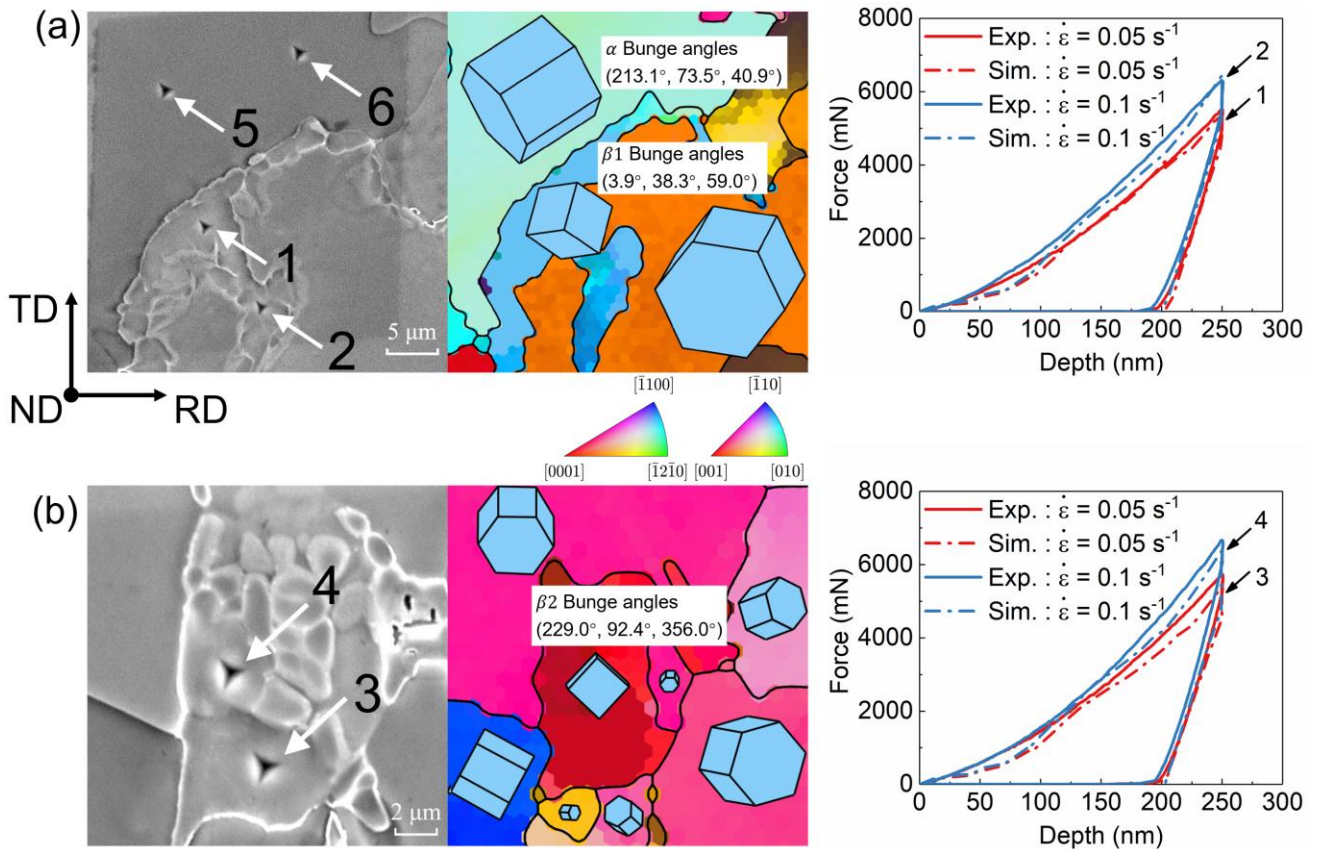 (a)
5
6
1
2
5 μm
TD
ND
RD
α Bunge angles
(213.1°, 73.5°, 40.9°)
β1 Bunge angles
(3.9°, 38.3°, 59.0°)
[1̄100]
[1̄10]
[0001]
[1̄21̄0]
[001]
[010]
8000
6000
4000
2000
0
Force (mN)
Exp. : ε̇ = 0.05 s⁻¹
Sim. : ε̇ = 0.05 s⁻¹
Exp. : ε̇ = 0.1 s⁻¹
Sim. : ε̇ = 0.1 s⁻¹
2
1
0 50 100 150 200 250 300
Depth (nm)
(b)
4
3
2 μm
β2 Bunge angles
(229.0°, 92.4°, 356.0°)
8000
6000
4000
2000
0
Force (mN)
Exp. : ε̇ = 0.05 s⁻¹
Sim. : ε̇ = 0.05 s⁻¹
Exp. : ε̇ = 0.1 s⁻¹
Sim. : ε̇ = 0.1 s⁻¹
4
3
0 50 100 150 200 250 300
Depth (nm)